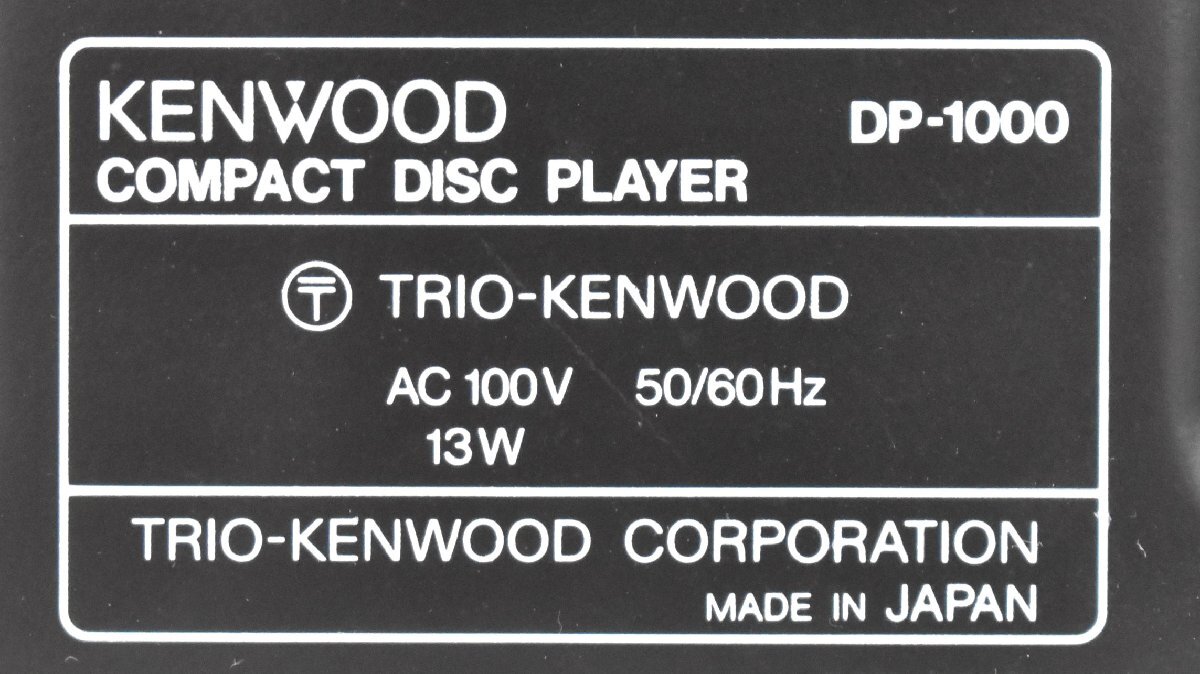 KENWOOD DP-1000
COMPACT DISC PLAYER
〒 TRIO-KENWOOD
AC 100V 50/60Hz
13W
TRIO-KENWOOD CORPORATION
MADE IN JAPAN